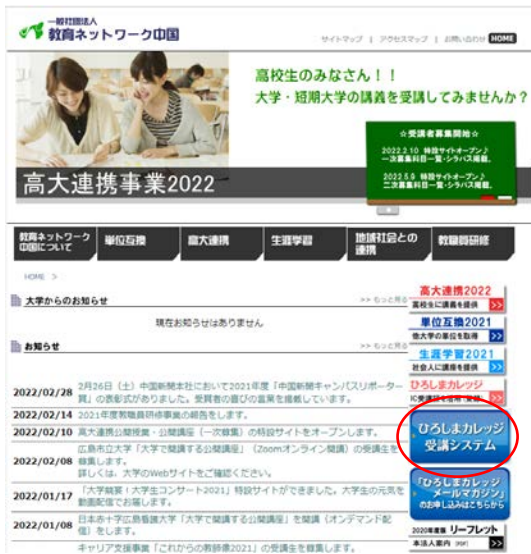 一般社団法人
教育ネットワーク中国
サイトマップ | アクセスマップ | お問い合わせ HOME
高校生のみなさん！！
大学・短期大学の講義を受講してみませんか？
☆受講者募集開始☆
2022.2.10 特設サイトオープン♪
一次募集科目一覧・シラバス掲載。
2022.5.9 特設サイトオープン♪
二次募集科目一覧・シラバス掲載。
高大連携事業2022
教育ネットワーク中国について
単位互換
高大連携
生涯学習
地域社会との連携
教職員研修
HOME >
大学からのお知らせ
>> もっと見る
現在お知らせはありません
お知らせ
>> もっと見る
2022/02/28 2月26日（土）中国新聞本社において2021年度「中国新聞キャンパスリポーター賞」の表彰式がありました。受賞者の喜びの言葉を掲載しています。
2022/02/14 2021年度教職員研修事業の報告をします。
2022/02/10 高大連携公開授業・公開講座（一次募集）の特設サイトをオープンします。
2022/02/08 広島市立大学「大学で聴講する公開講座」（Zoomオンライン開講）の受講生を募集します。
詳しくは、大学のWebサイトをご確認ください。
2022/01/17 「大学競宴！大学生コンサート2021」特設サイトができました。大学生の元気を動画配信でお届します。
2022/01/08 日本赤十字広島看護大学「大学で聴講する公開講座」を開講（オンデマンド配信）をします。
キャリア支援事業「これからの教師像2021」の受講生を募集します。
高大連携2022
高校生に講義を提供 >>
単位互換2021
他大学の単位を取得 >>
生涯学習2021
社会人に講座を提供 >>
ひろしまカレッジ
ひろしまカレッジ
受講システム
「ひろしまカレッジ
メールマガジン」
のお申し込みはこちらから
2020年度版 リーフレット
本法人案内 [PDF] >>